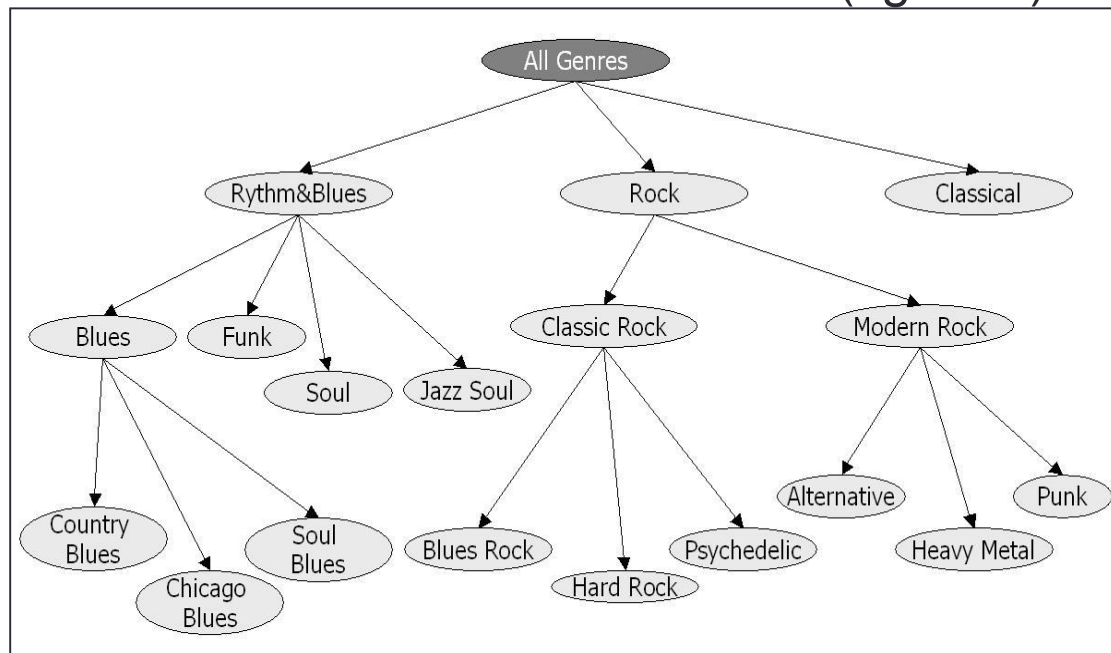 All Genres
Rythm&Blues
Rock
Classical
Blues
Funk
Soul
Jazz Soul
Classic Rock
Modern Rock
Country
Blues
Chicago
Blues
Soul
Blues
Blues Rock
Hard Rock
Psychedelic
Alternative
Heavy Metal
Punk